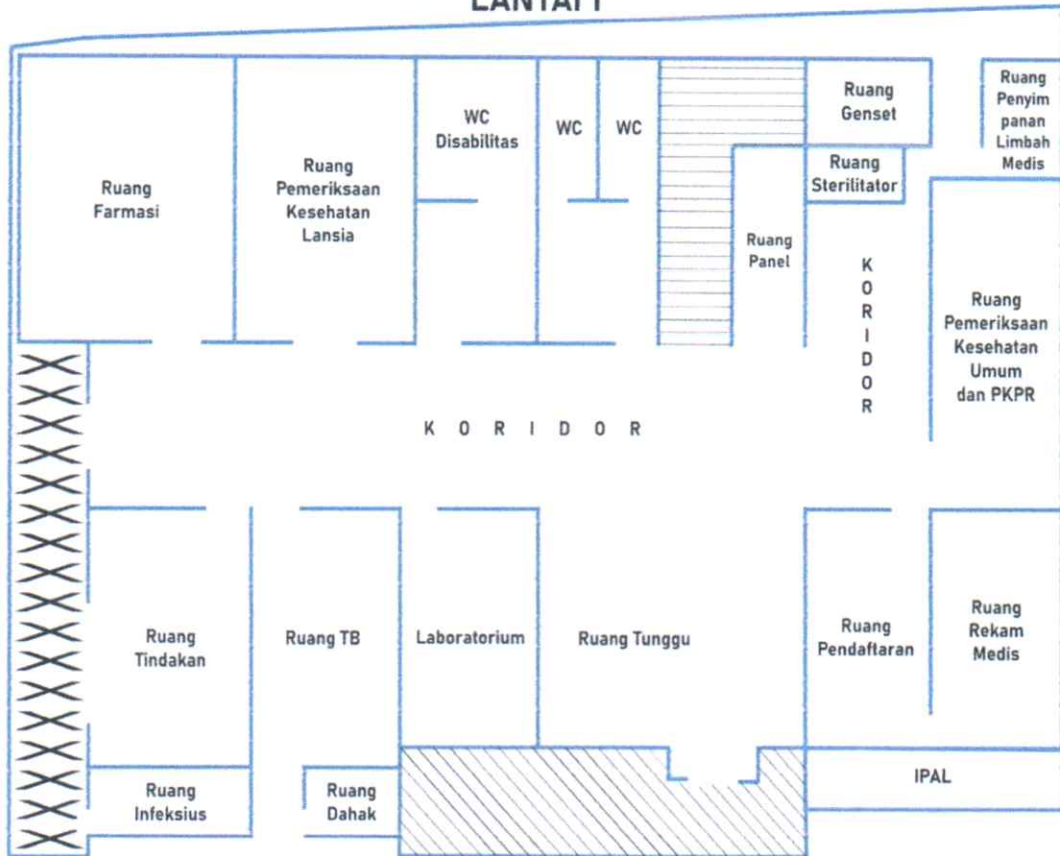 LANTAI 1
Ruang
Farmasi
Ruang
Pemeriksaan
Kesehatan
Lansia
WC
Disabilitas
WC
WC
Ruang
Genset
Ruang
Penyim
panan
Limbah
Medis
Ruang
Sterilitator
Ruang
Panel
K
O
R
I
D
O
R
Ruang
Pemeriksaan
Kesehatan
Umum
dan PKPR
K O R I D O R
Ruang
Tindakan
Ruang TB
Laboratorium
Ruang Tunggu
Ruang
Pendaftaran
Ruang
Rekam
Medis
Ruang
Infeksius
Ruang
Dahak
IPAL